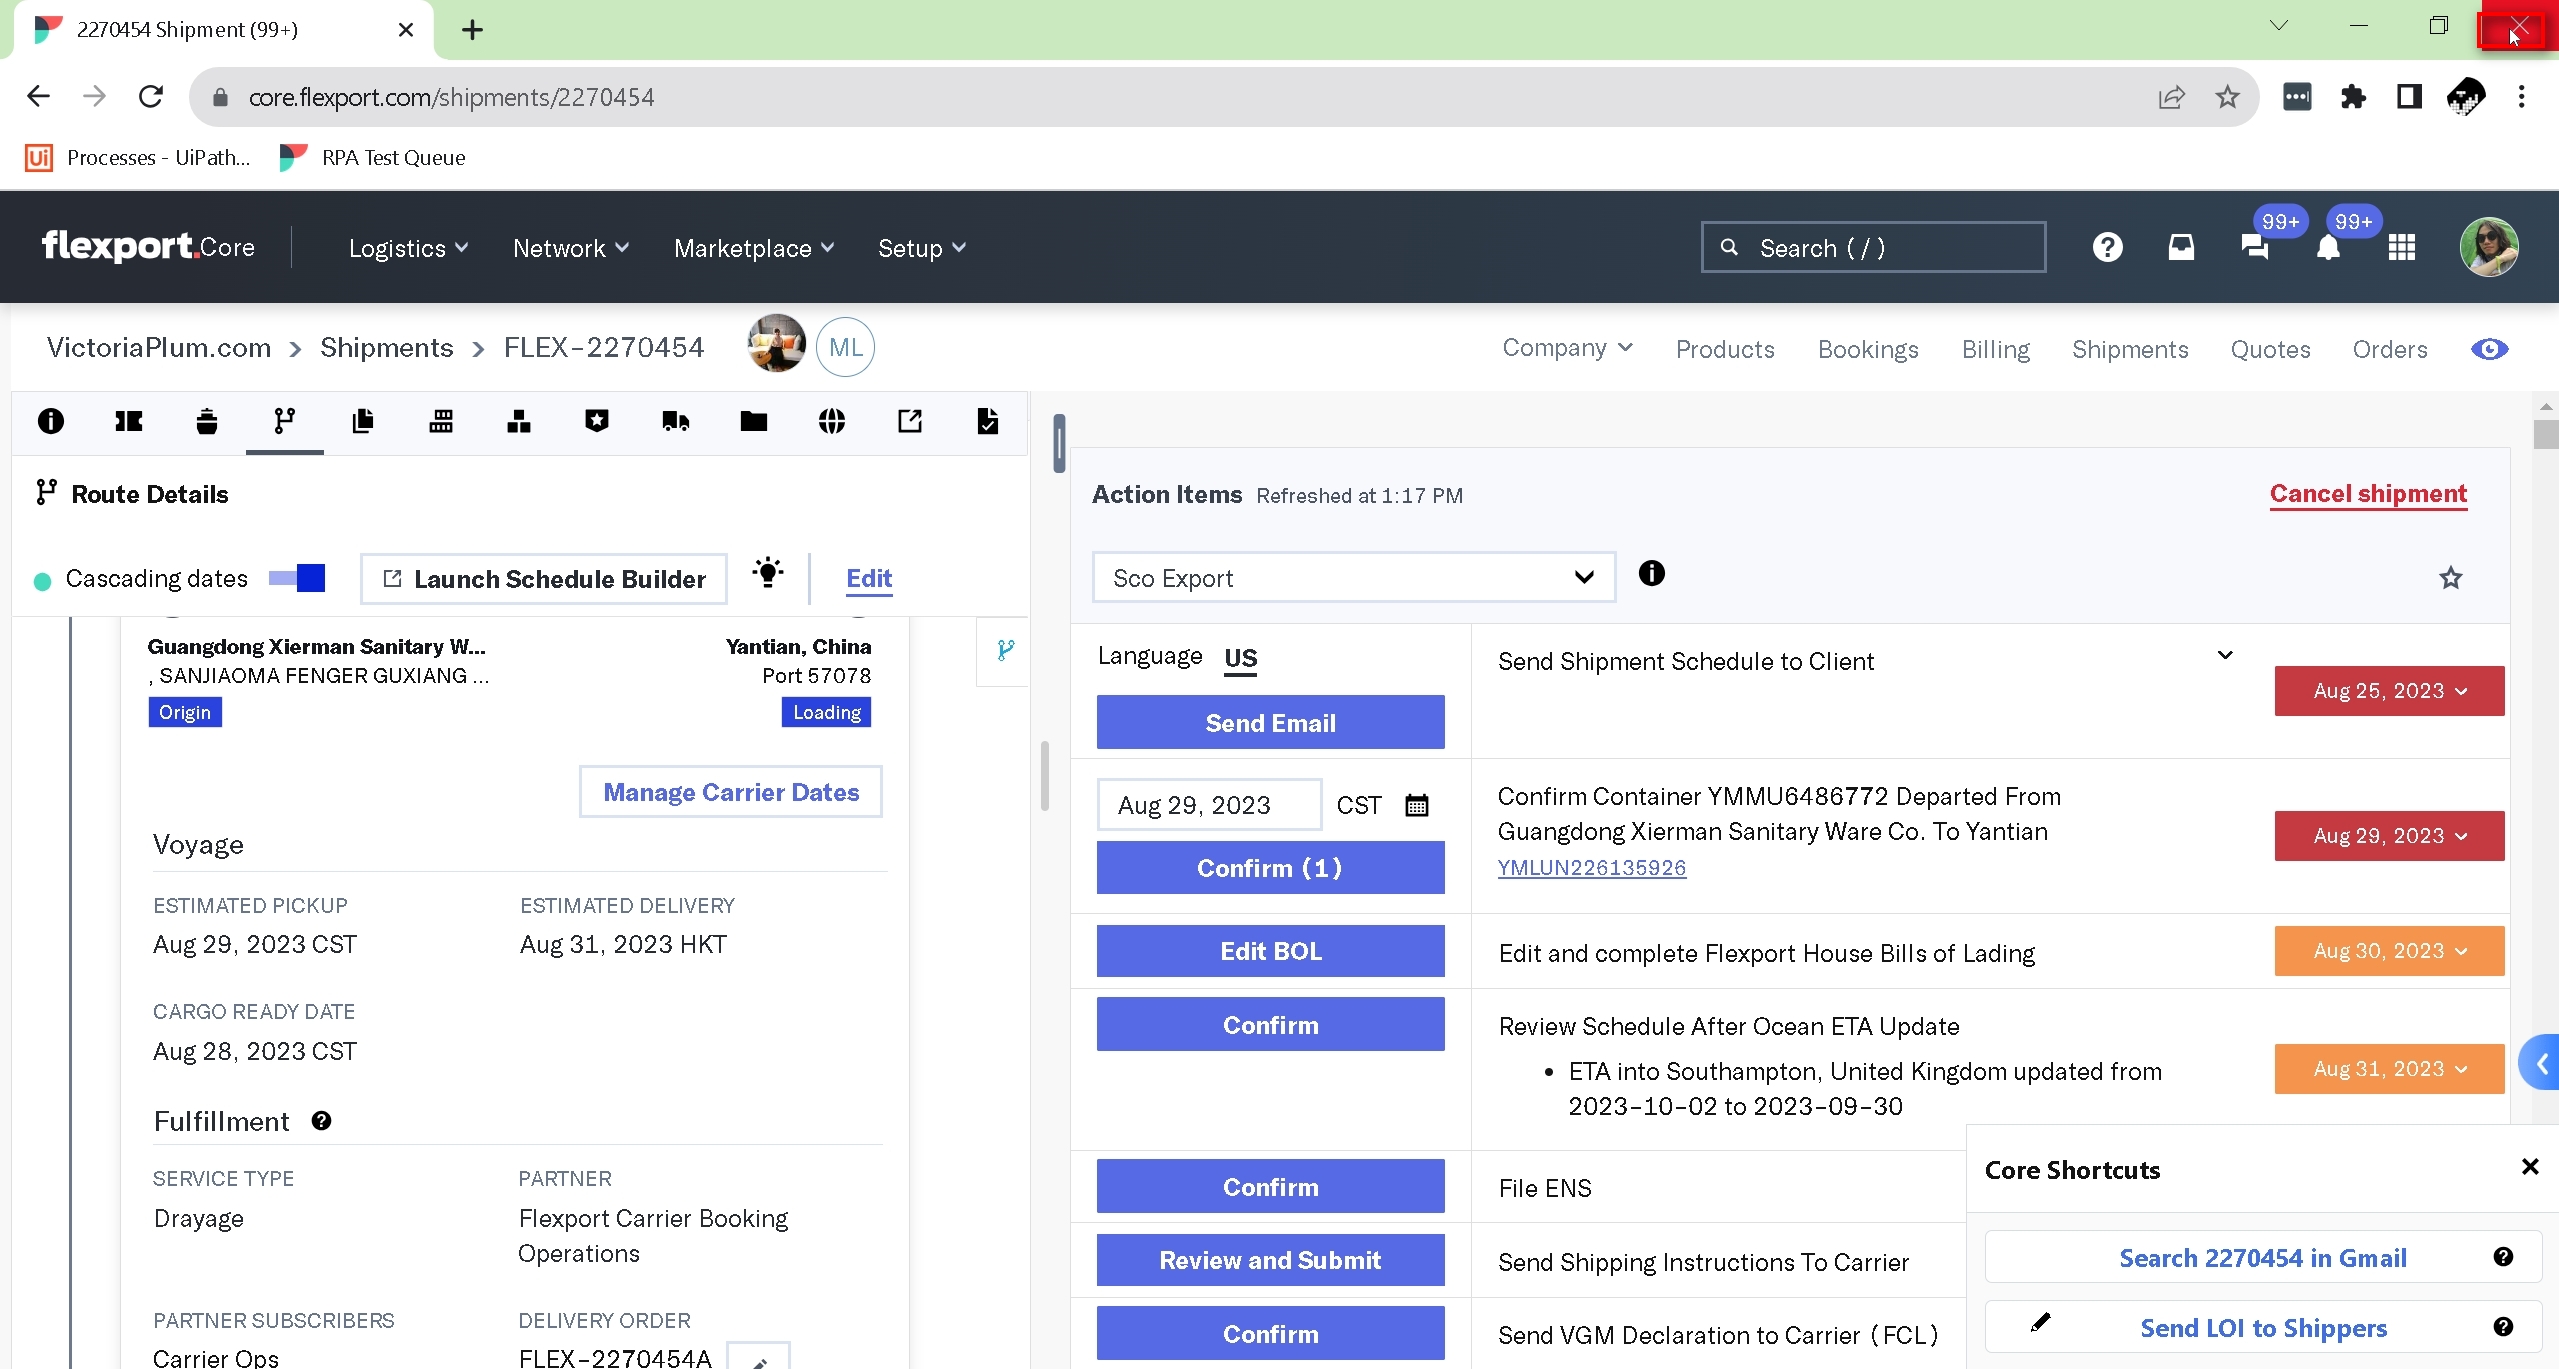 2270454 Shipment (99+)
core.flexport.com/shipments/2270454
Ui Processes - UiPath... RPA Test Queue
flexport.Core Logistics Network Marketplace Setup Search (/) 99+ 99+
VictoriaPlum.com > Shipments > FLEX-2270454 ML Company Products Bookings Billing Shipments Quotes Orders
Route Details
Cascading dates Launch Schedule Builder Edit
Guangdong Xierman Sanitary W... Yantian, China
, SANJIAOMA FENGER GUXIANG ... Port 57078
Origin Loading
Manage Carrier Dates
Voyage
ESTIMATED PICKUP ESTIMATED DELIVERY
Aug 29, 2023 CST Aug 31, 2023 HKT
CARGO READY DATE
Aug 28, 2023 CST
Fulfillment
SERVICE TYPE PARTNER
Drayage Flexport Carrier Booking
Operations
PARTNER SUBSCRIBERS DELIVERY ORDER
Carrier Ops FLEX-2270454A
Action Items Refreshed at 1:17 PM Cancel shipment
Sco Export
Language US Send Shipment Schedule to Client
Aug 25, 2023
Send Email
Aug 29, 2023 CST Confirm Container YMMU6486772 Departed From
Guangdong Xierman Sanitary Ware Co. To Yantian
Aug 29, 2023
Confirm (1) YMLUN226135926
Edit BOL Edit and complete Flexport House Bills of Lading Aug 30, 2023
Confirm Review Schedule After Ocean ETA Update
• ETA into Southampton, United Kingdom updated from
2023-10-02 to 2023-09-30
Aug 31, 2023
Confirm File ENS
Review and Submit Send Shipping Instructions To Carrier
Confirm Send VGM Declaration to Carrier (FCL)
Core Shortcuts
Search 2270454 in Gmail
Send LOI to Shippers